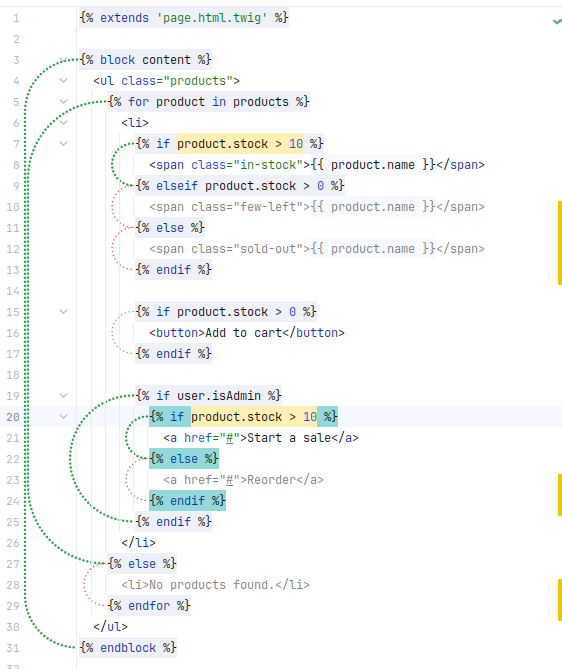 1 {% extends 'page.html.twig' %}
2
3 {% block content %}
4 <ul class="products">
5 {% for product in products %}
6 <li>
7 {% if product.stock > 10 %}
8 <span class="in-stock">{{ product.name }}</span>
9 {% elseif product.stock > 0 %}
10 <span class="few-left">{{ product.name }}</span>
11 {% else %}
12 <span class="sold-out">{{ product.name }}</span>
13 {% endif %}
14
15 {% if product.stock > 0 %}
16 <button>Add to cart</button>
17 {% endif %}
18
19 {% if user.isAdmin %}
20 {% if product.stock > 10 %}
21 <a href="#">Start a sale</a>
22 {% else %}
23 <a href="#">Reorder</a>
24 {% endif %}
25 {% endif %}
26 </li>
27 {% else %}
28 <li>No products found.</li>
29 {% endfor %}
30 </ul>
31 {% endblock %}
32